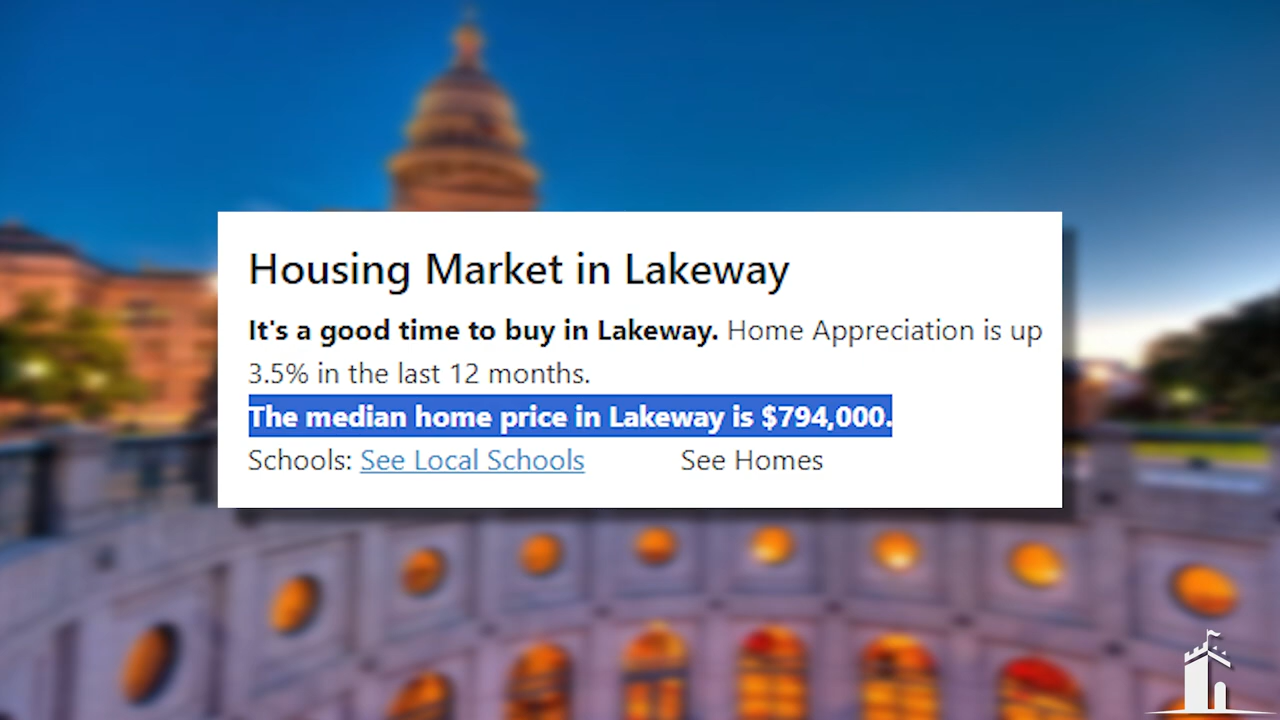 Housing Market in Lakeway
It's a good time to buy in Lakeway. Home Appreciation is up
3.5% in the last 12 months.
The median home price in Lakeway is $794,000.
Schools: See Local Schools See Homes